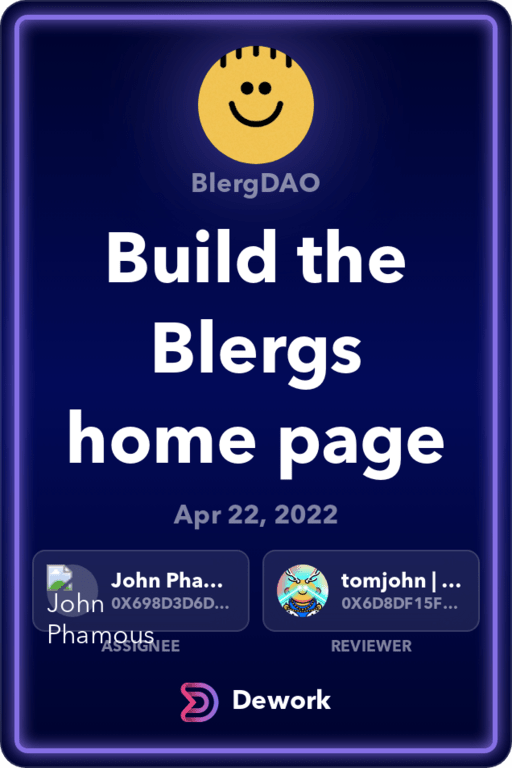 BlergDAO
Build the
Blergs
home page
Apr 22, 2022
John Pha...
0X698D3D6D...
John
Phamous
ASSIGNEE
tomjohn | ...
0X6D8DF15F...
REVIEWER
Dework